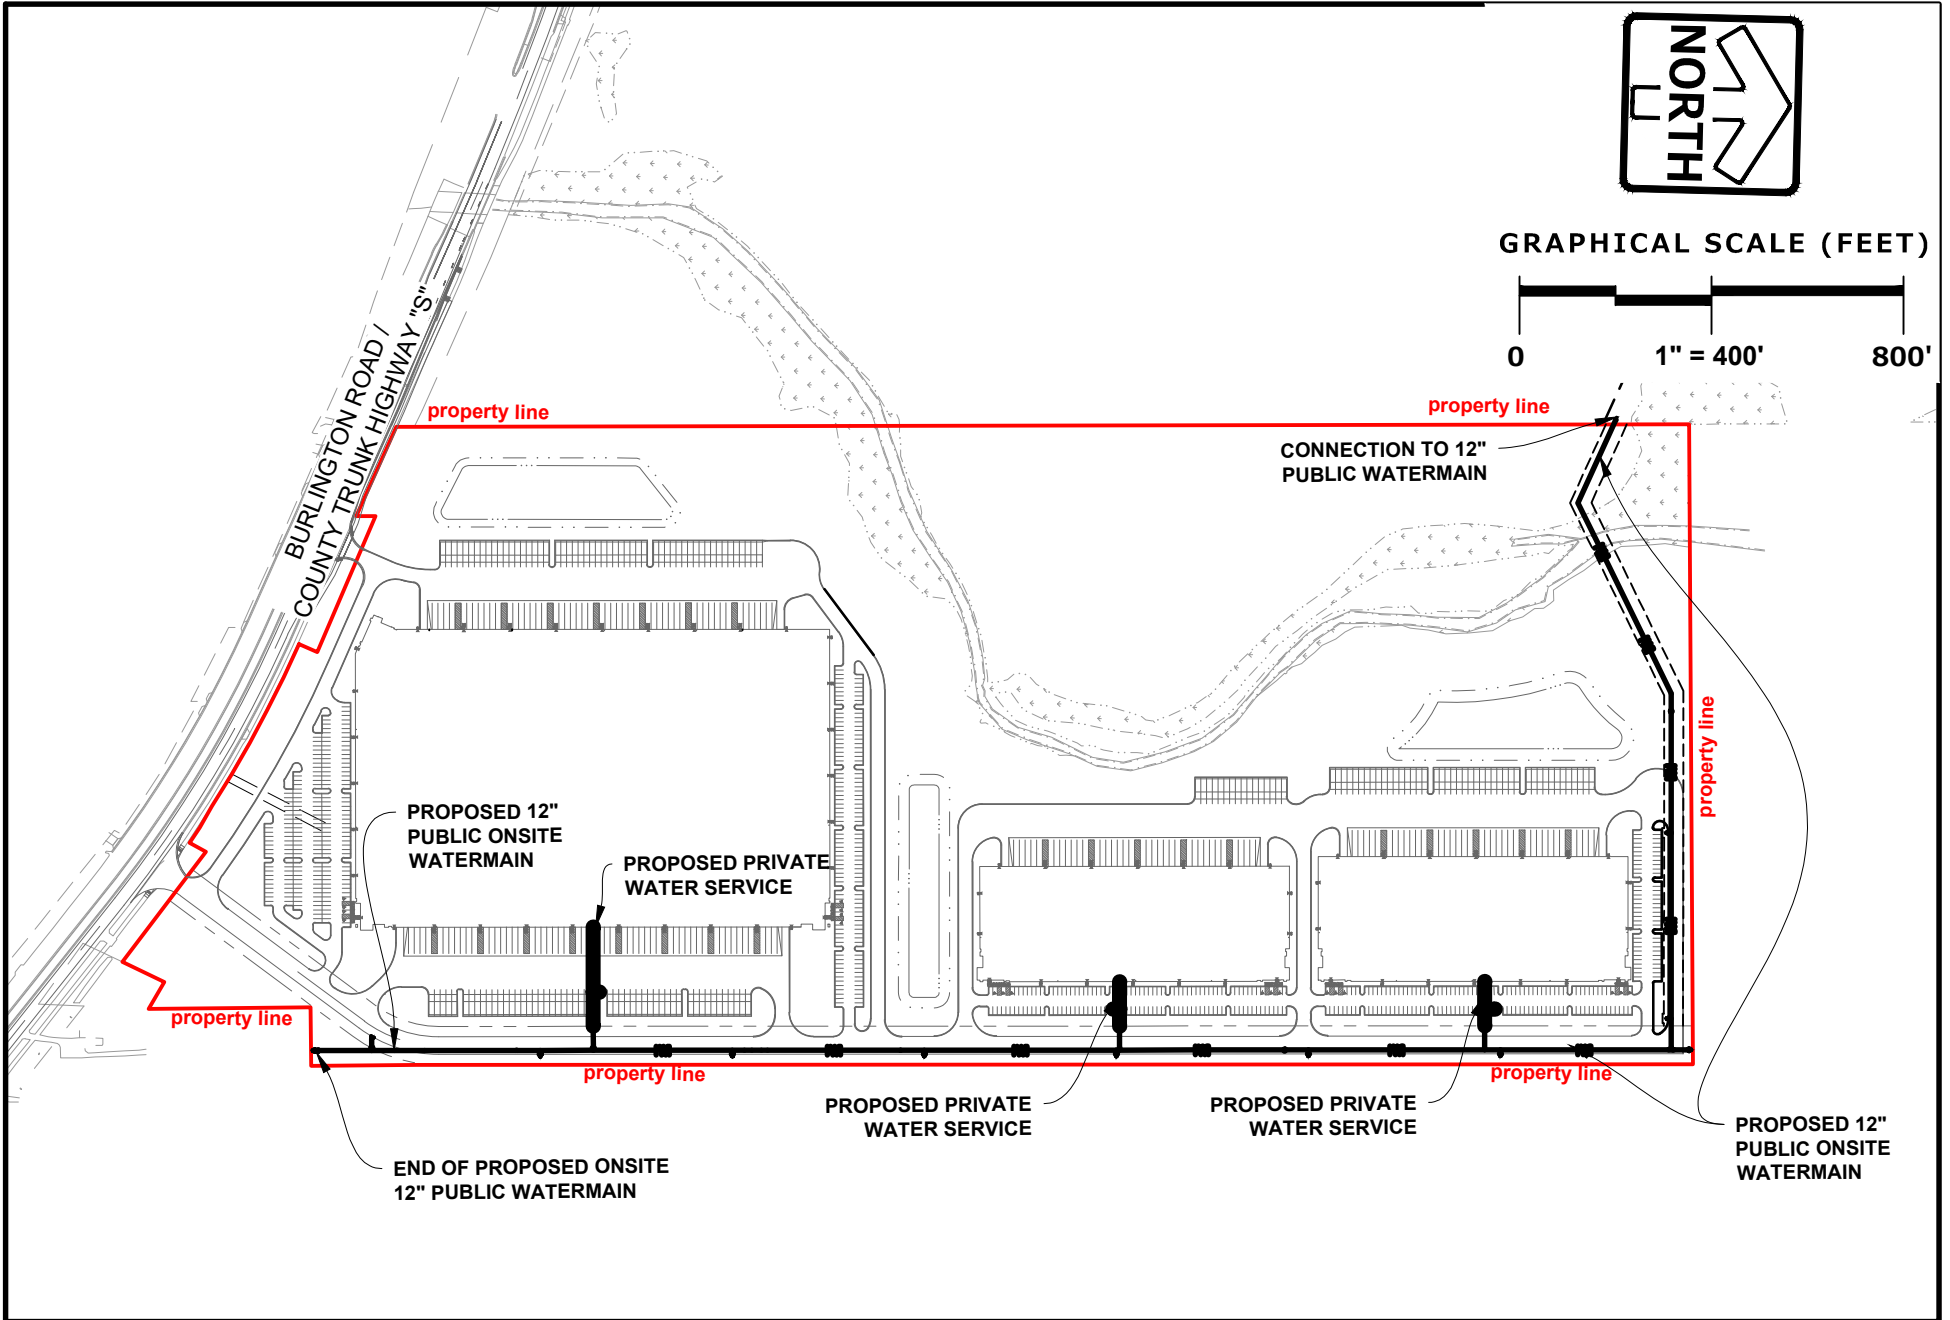 NORTH
GRAPHICAL SCALE (FEET)
0
1" = 400'
800'
BURLINGTON ROAD /
COUNTY TRUNK HIGHWAY "S"
property line
property line
CONNECTION TO 12"
PUBLIC WATERMAIN
property line
PROPOSED 12"
PUBLIC ONSITE
WATERMAIN
PROPOSED PRIVATE
WATER SERVICE
property line
property line
property line
PROPOSED PRIVATE
WATER SERVICE
PROPOSED PRIVATE
WATER SERVICE
PROPOSED 12"
PUBLIC ONSITE
WATERMAIN
END OF PROPOSED ONSITE
12" PUBLIC WATERMAIN